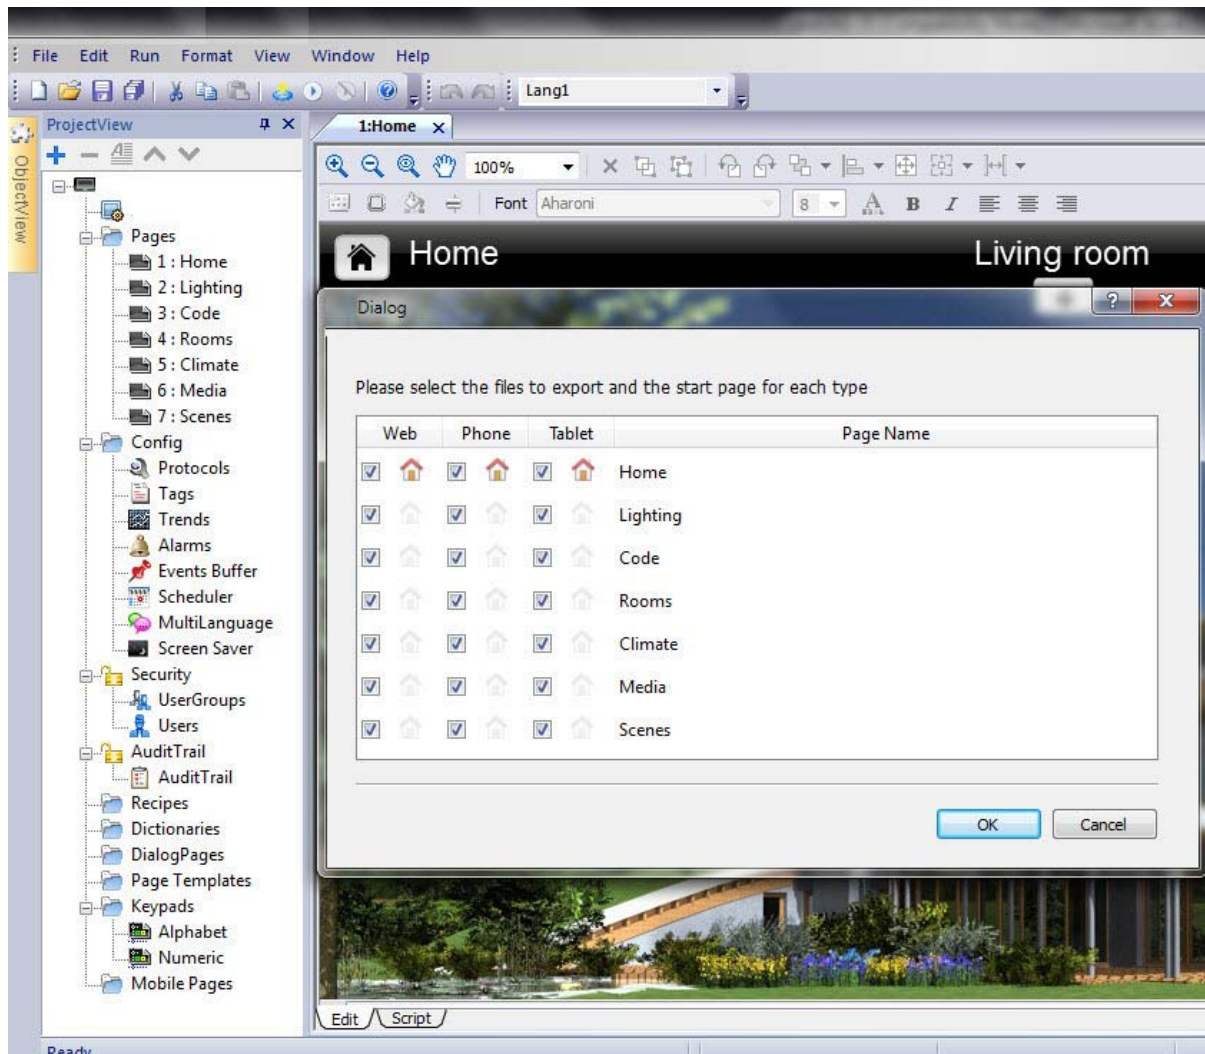 File Edit Run Format View Window Help
Lang1
ObjectView
ProjectView
Pages
1 : Home
2 : Lighting
3 : Code
4 : Rooms
5 : Climate
6 : Media
7 : Scenes
Config
Protocols
Tags
Trends
Alarms
Events Buffer
Scheduler
MultiLanguage
Screen Saver
Security
UserGroups
Users
AuditTrail
AuditTrail
Recipes
Dictionaries
DialogPages
Page Templates
Keypads
Alphabet
Numeric
Mobile Pages
1:Home
100%
Font Aharoni 8 A B I
Home Living room
Dialog
Please select the files to export and the start page for each type
Web Phone Tablet Page Name
Home
Lighting
Code
Rooms
Climate
Media
Scenes
OK Cancel
Edit Script
Ready